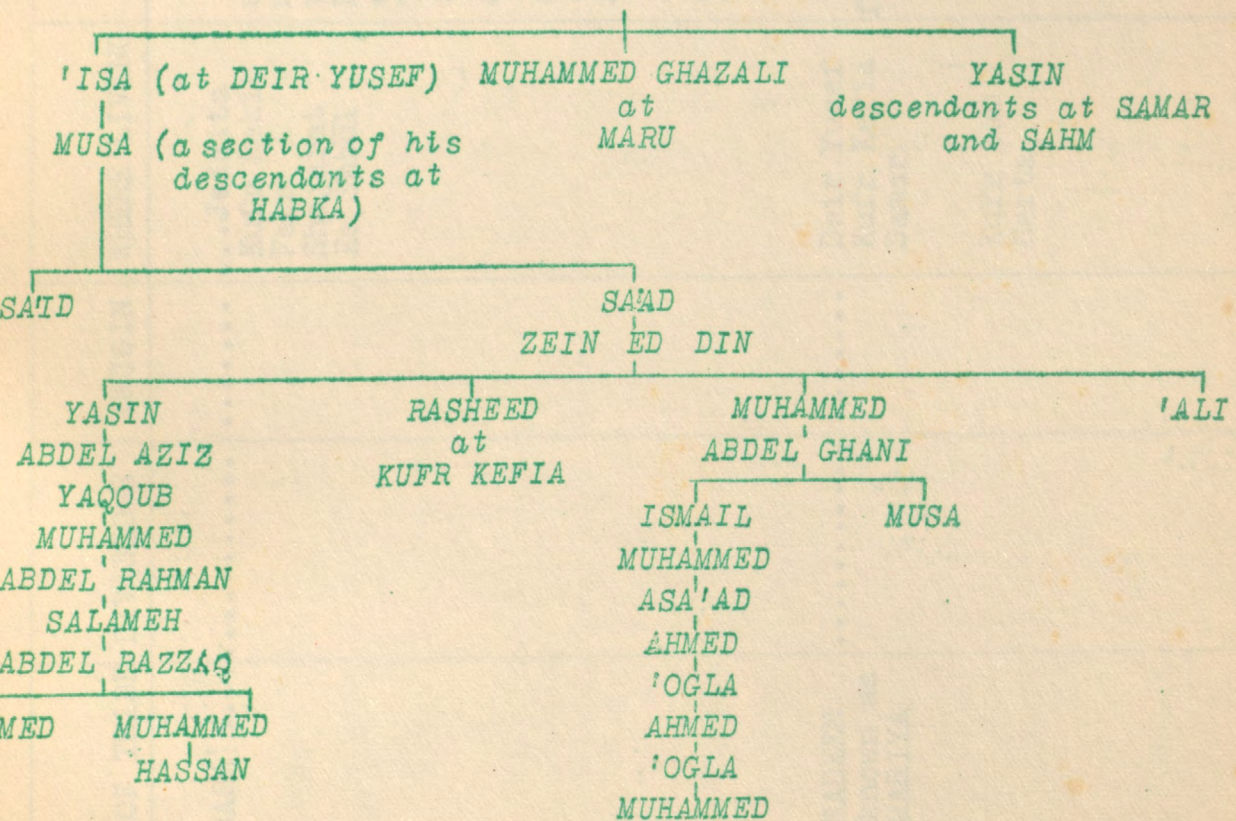 'ISA (at DEIR YUSEF) MUHAMMED GHAZALI YASIN
at descendants at SAMAR
MUSA (a section of his MARU and SAHM
descendants at
HABKA)
SA'ID SA'AD
ZEIN ED DIN
YASIN RASHEED MUHAMMED 'ALI
ABDEL AZIZ at ABDEL GHANI
YAQOUB KUFR KEFIA
ISMAIL MUSA
MUHAMMED
MUHAMMED
ABDEL RAHMAN
ASA'AD
SALAMEH
AHMED
ABDEL RAZZAQ
'OGLA
MED MUHAMMED AHMED
HASSAN 'OGLA
MUHAMMED